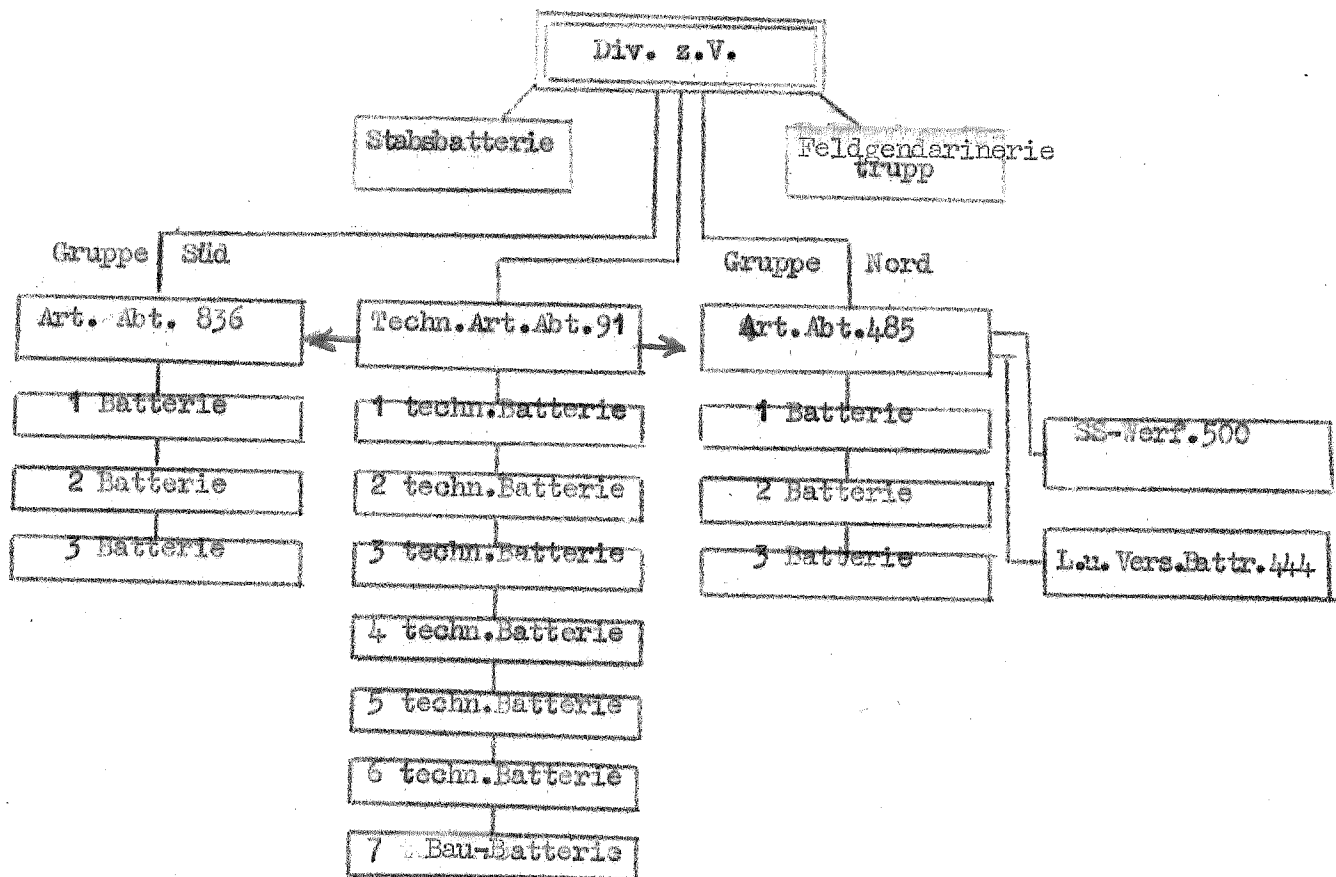 Div. z.V.
Stabsbatterie
Feldgendarinerie
trupp
Gruppe Süd
Gruppe Nord
Art. Abt. 836
Techn.Art.Abt.91
Art.Abt.485
1 Batterie
2 Batterie
3 Batterie
1 techn.Batterie
2 techn.Batterie
3 techn.Batterie
4 techn.Batterie
5 techn.Batterie
6 techn.Batterie
7 t.Bau-Batterie
1 Batterie
2 Batterie
3 Batterie
SS-Werf.500
L.u. Vers.Battr.444